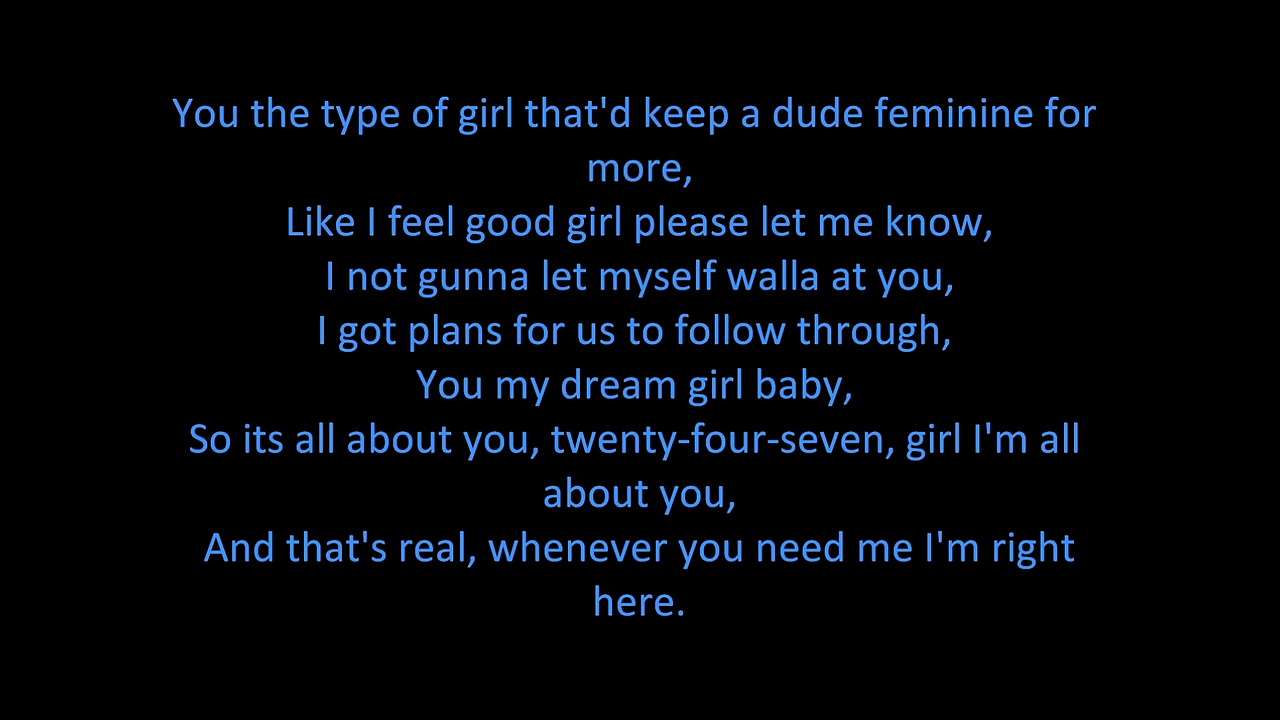 You the type of girl that'd keep a dude feminine for
more,
Like I feel good girl please let me know,
I not gunna let myself walla at you,
I got plans for us to follow through,
You my dream girl baby,
So its all about you, twenty-four-seven, girl I'm all
about you,
And that's real, whenever you need me I'm right
here.